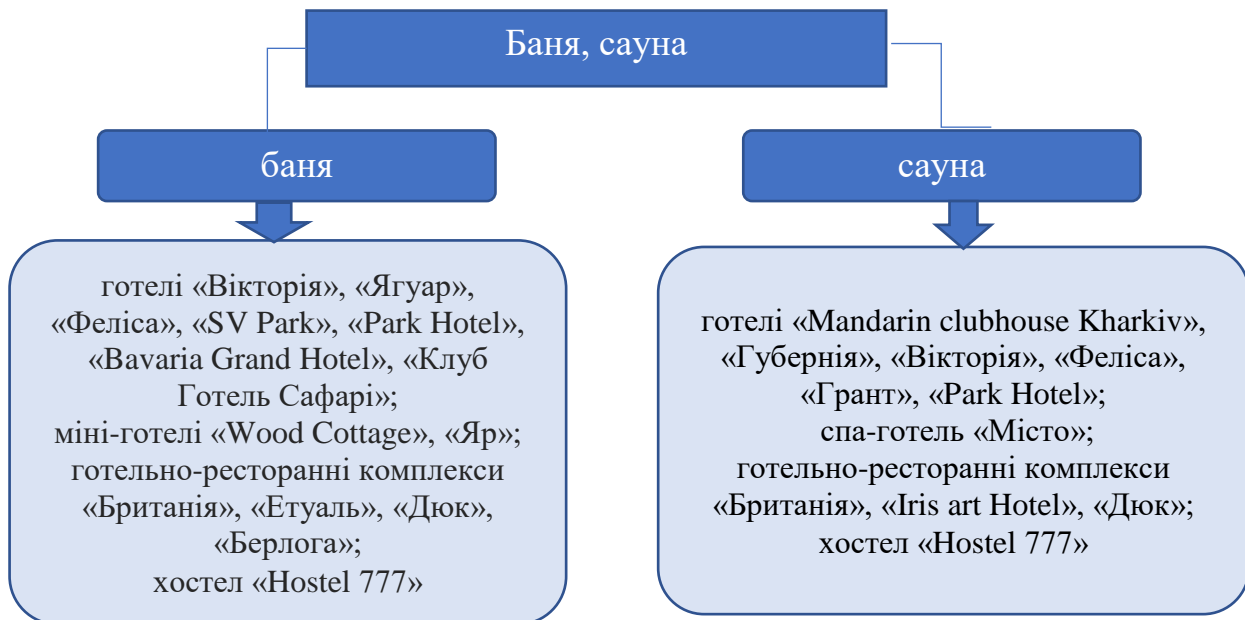 Баня, сауна
баня
сауна
готелі «Вікторія», «Ягуар»,
«Феліса», «SV Park», «Park Hotel»,
«Bavaria Grand Hotel», «Клуб
Готель Сафарі»;
міні-готелі «Wood Cottage», «Яр»;
готельно-ресторанні комплекси
«Британія», «Етуаль», «Дюк»,
«Берлога»;
хостел «Hostel 777»
готелі «Mandarin clubhouse Kharkiv»,
«Губернія», «Вікторія», «Феліса»,
«Грант», «Park Hotel»;
спа-готель «Місто»;
готельно-ресторанні комплекси
«Британія», «Iris art Hotel», «Дюк»;
хостел «Hostel 777»